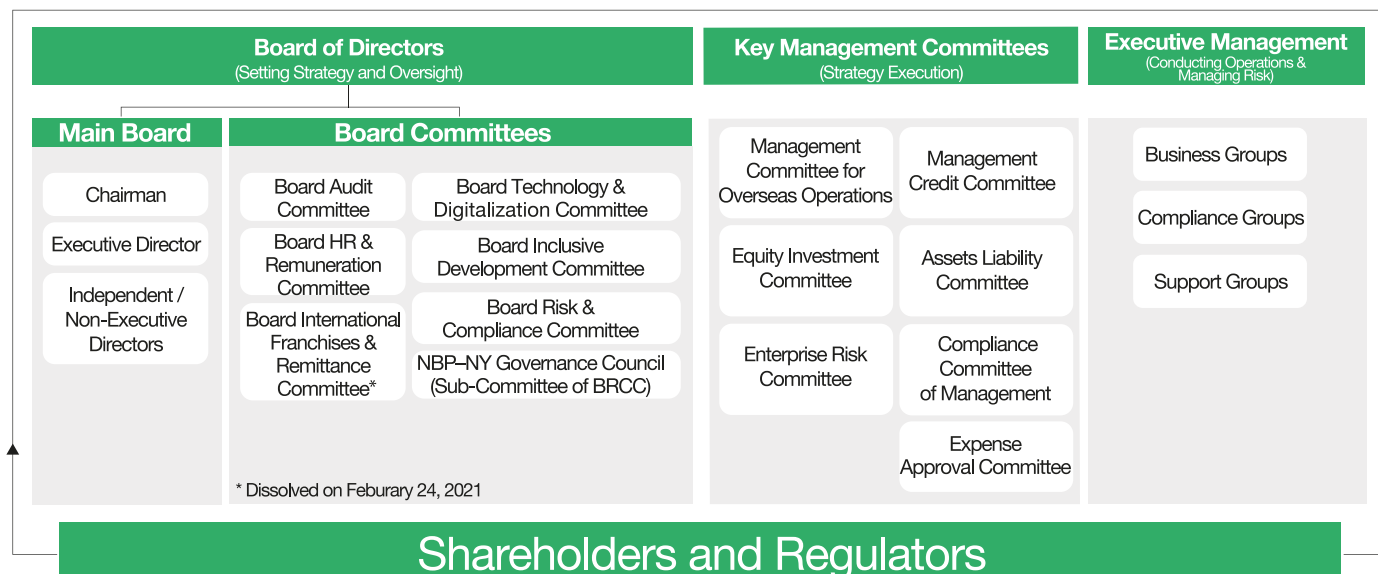 Board of Directors
(Setting Strategy and Oversight)
Key Management Committees
(Strategy Execution)
Executive Management
(Conducting Operations &
Managing Risk)
Main Board
Chairman
Executive Director
Independent /
Non-Executive
Directors
Board Committees
Board Audit
Committee
Board HR &
Remuneration
Committee
Board International
Franchises &
Remittance
Committee*
Board Technology &
Digitalization Committee
Board Inclusive
Development Committee
Board Risk &
Compliance Committee
NBP–NY Governance Council
(Sub-Committee of BRCC)
* Dissolved on Feburary 24, 2021
Management
Committee for
Overseas Operations
Equity Investment
Committee
Enterprise Risk
Committee
Management
Credit Committee
Assets Liability
Committee
Compliance
Committee
of Management
Expense
Approval Committee
Business Groups
Compliance Groups
Support Groups
Shareholders and Regulators